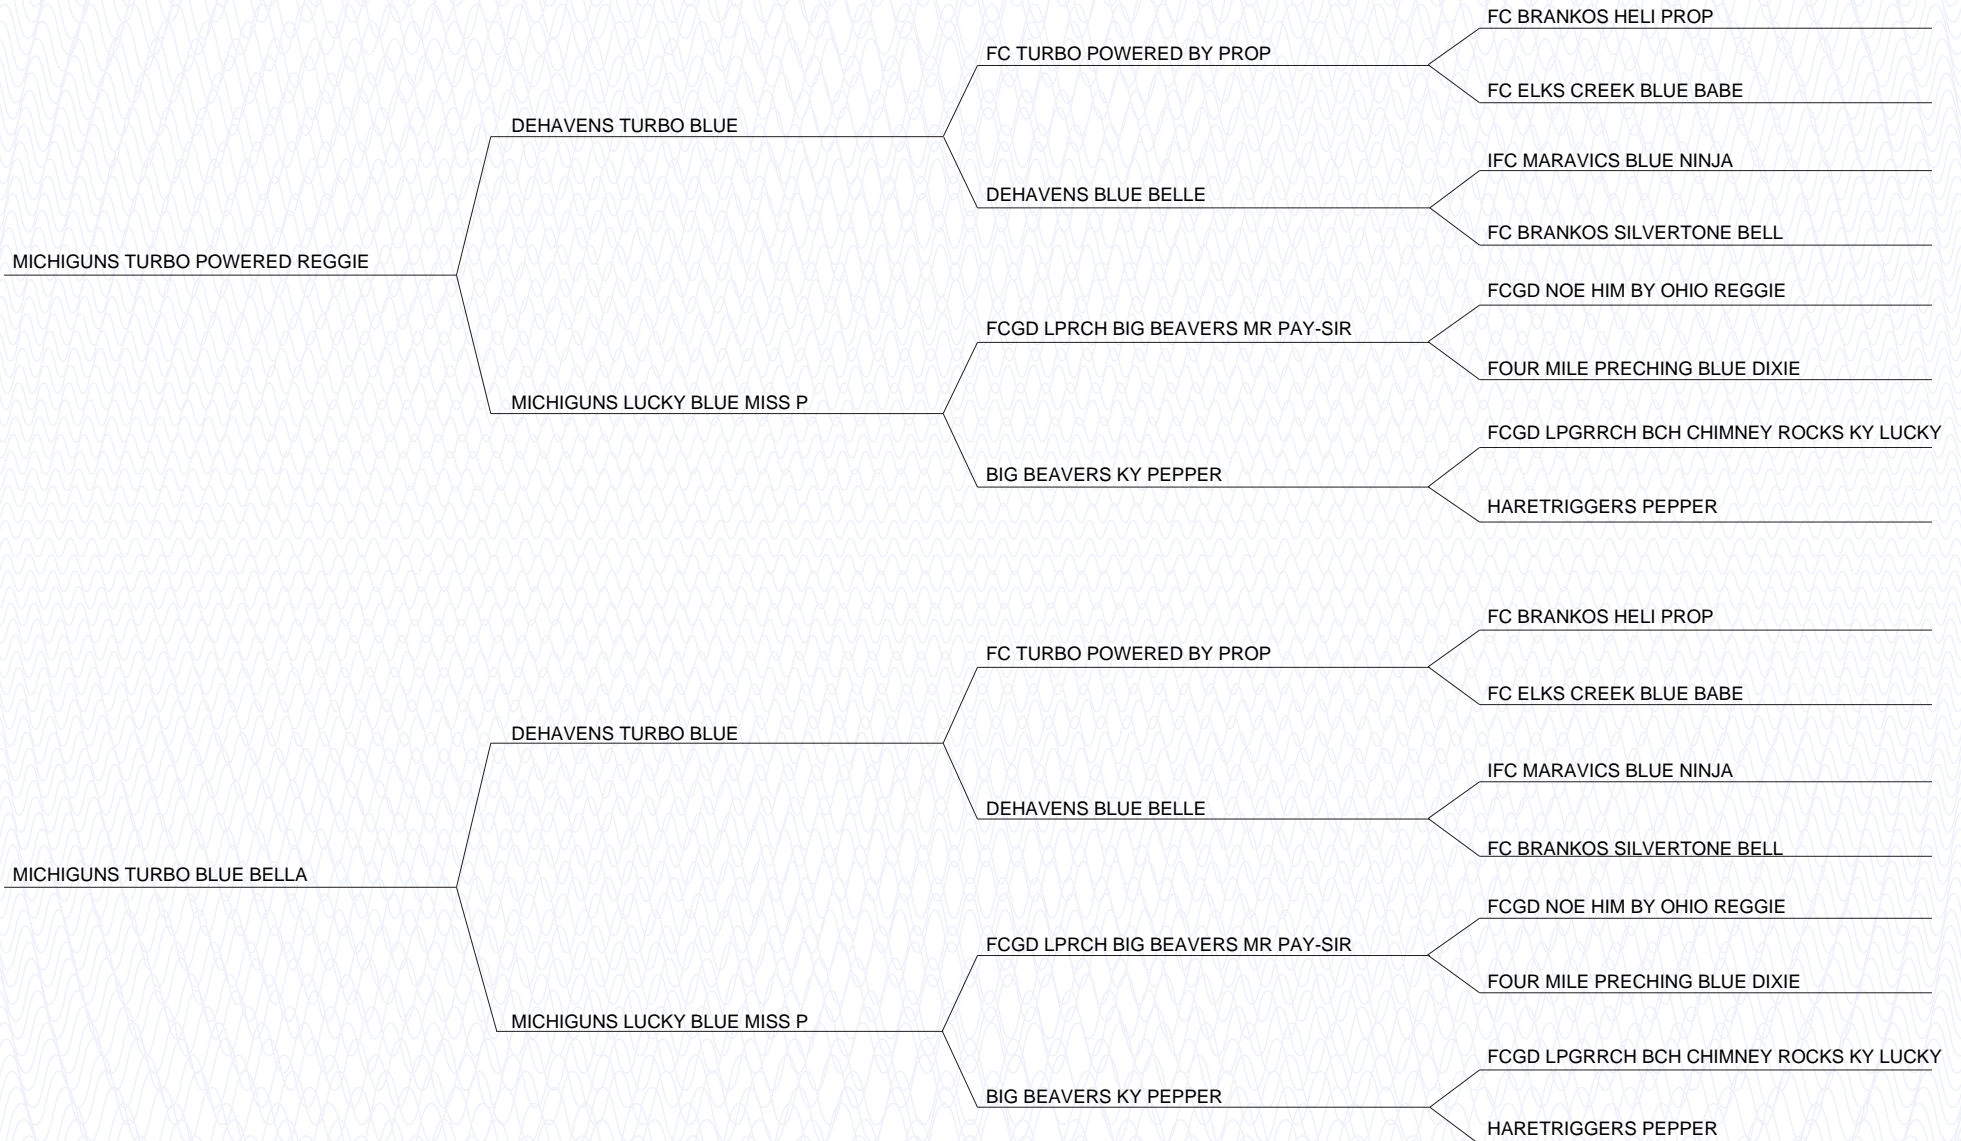 FC BRANKOS HELI PROP
FC TURBO POWERED BY PROP
FC ELKS CREEK BLUE BABE
DEHAVENS TURBO BLUE
IFC MARAVICS BLUE NINJA
DEHAVENS BLUE BELLE
FC BRANKOS SILVERTONE BELL
MICHIGUNS TURBO POWERED REGGIE
FCGD NOE HIM BY OHIO REGGIE
FCGD LPRCH BIG BEAVERS MR PAY-SIR
FOUR MILE PRECHING BLUE DIXIE
MICHIGUNS LUCKY BLUE MISS P
FCGD LPGRRCH BCH CHIMNEY ROCKS KY LUCKY
BIG BEAVERS KY PEPPER
HARETRIGGERS PEPPER
FC BRANKOS HELI PROP
FC TURBO POWERED BY PROP
FC ELKS CREEK BLUE BABE
DEHAVENS TURBO BLUE
IFC MARAVICS BLUE NINJA
DEHAVENS BLUE BELLE
FC BRANKOS SILVERTONE BELL
MICHIGUNS TURBO BLUE BELLA
FCGD NOE HIM BY OHIO REGGIE
FCGD LPRCH BIG BEAVERS MR PAY-SIR
FOUR MILE PRECHING BLUE DIXIE
MICHIGUNS LUCKY BLUE MISS P
FCGD LPGRRCH BCH CHIMNEY ROCKS KY LUCKY
BIG BEAVERS KY PEPPER
HARETRIGGERS PEPPER